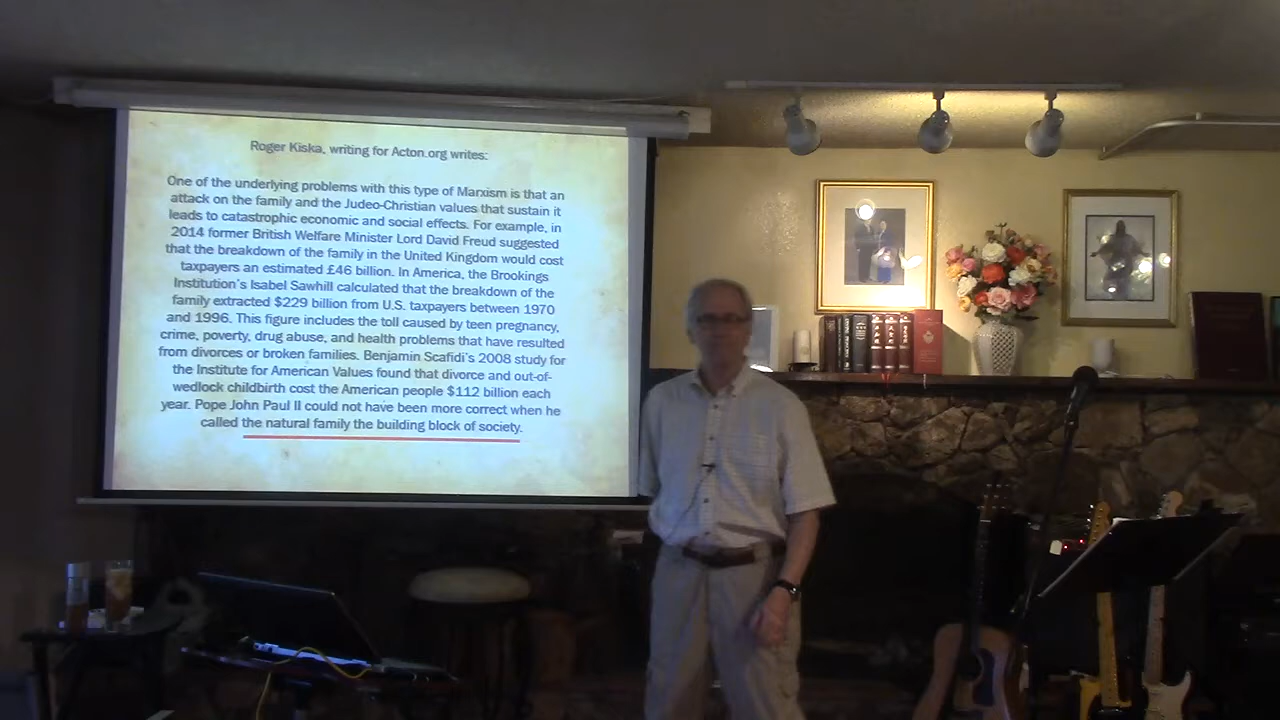 Roger Kiska, writing for Acton.org writes:
One of the underlying problems with this type of Marxism is that an
attack on the family and the Judeo-Christian values that sustain it
leads to catastrophic economic and social effects. For example, in
2014 former British Welfare Minister Lord David Freud suggested
that the breakdown of the family in the United Kingdom would cost
taxpayers an estimated £46 billion. In America, the Brookings
Institution's Isabel Sawhill calculated that the breakdown of the
family extracted $229 billion from U.S. taxpayers between 1970
and 1996. This figure includes the toll caused by teen pregnancy,
crime, poverty, drug abuse, and health problems that have resulted
from divorces or broken families. Benjamin Scafidi's 2008 study for
the Institute for American Values found that divorce and out-of-
wedlock childbirth cost the American people $112 billion each
year. Pope John Paul II could not have been more correct when he
called the natural family the building block of society.